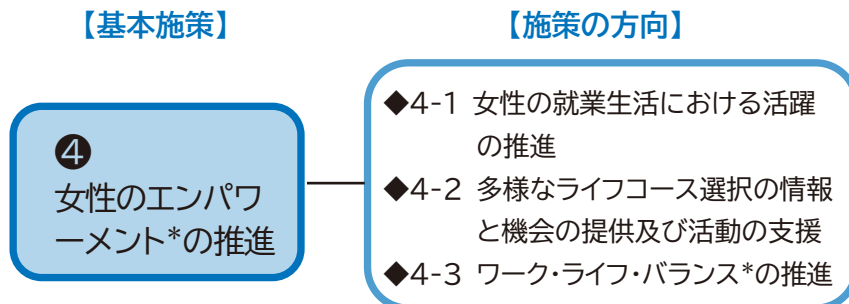 【基本施策】
【施策の方向】
❹
女性のエンパワ
ーメント*の推進
◆4-1 女性の就業生活における活躍
の推進
◆4-2 多様なライフコース選択の情報
と機会の提供及び活動の支援
◆4-3 ワーク・ライフ・バランス*の推進